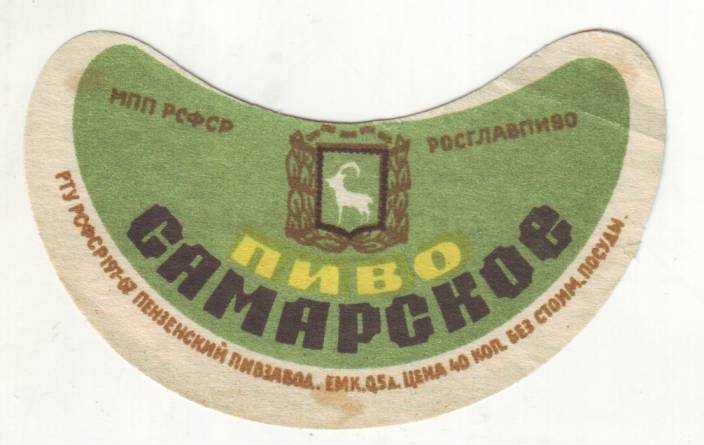 МПП РСФСР
РОСГЛАВПИВО
ПИВО
САМАРСКОЕ
РТУ РСФСР 197-67 ПЕНЗЕНСКИЙ ПИВЗАВОД. ЕМК. 0,5 л. ЦЕНА 40 КОП. БЕЗ СТОИМ. ПОСУДЫ.